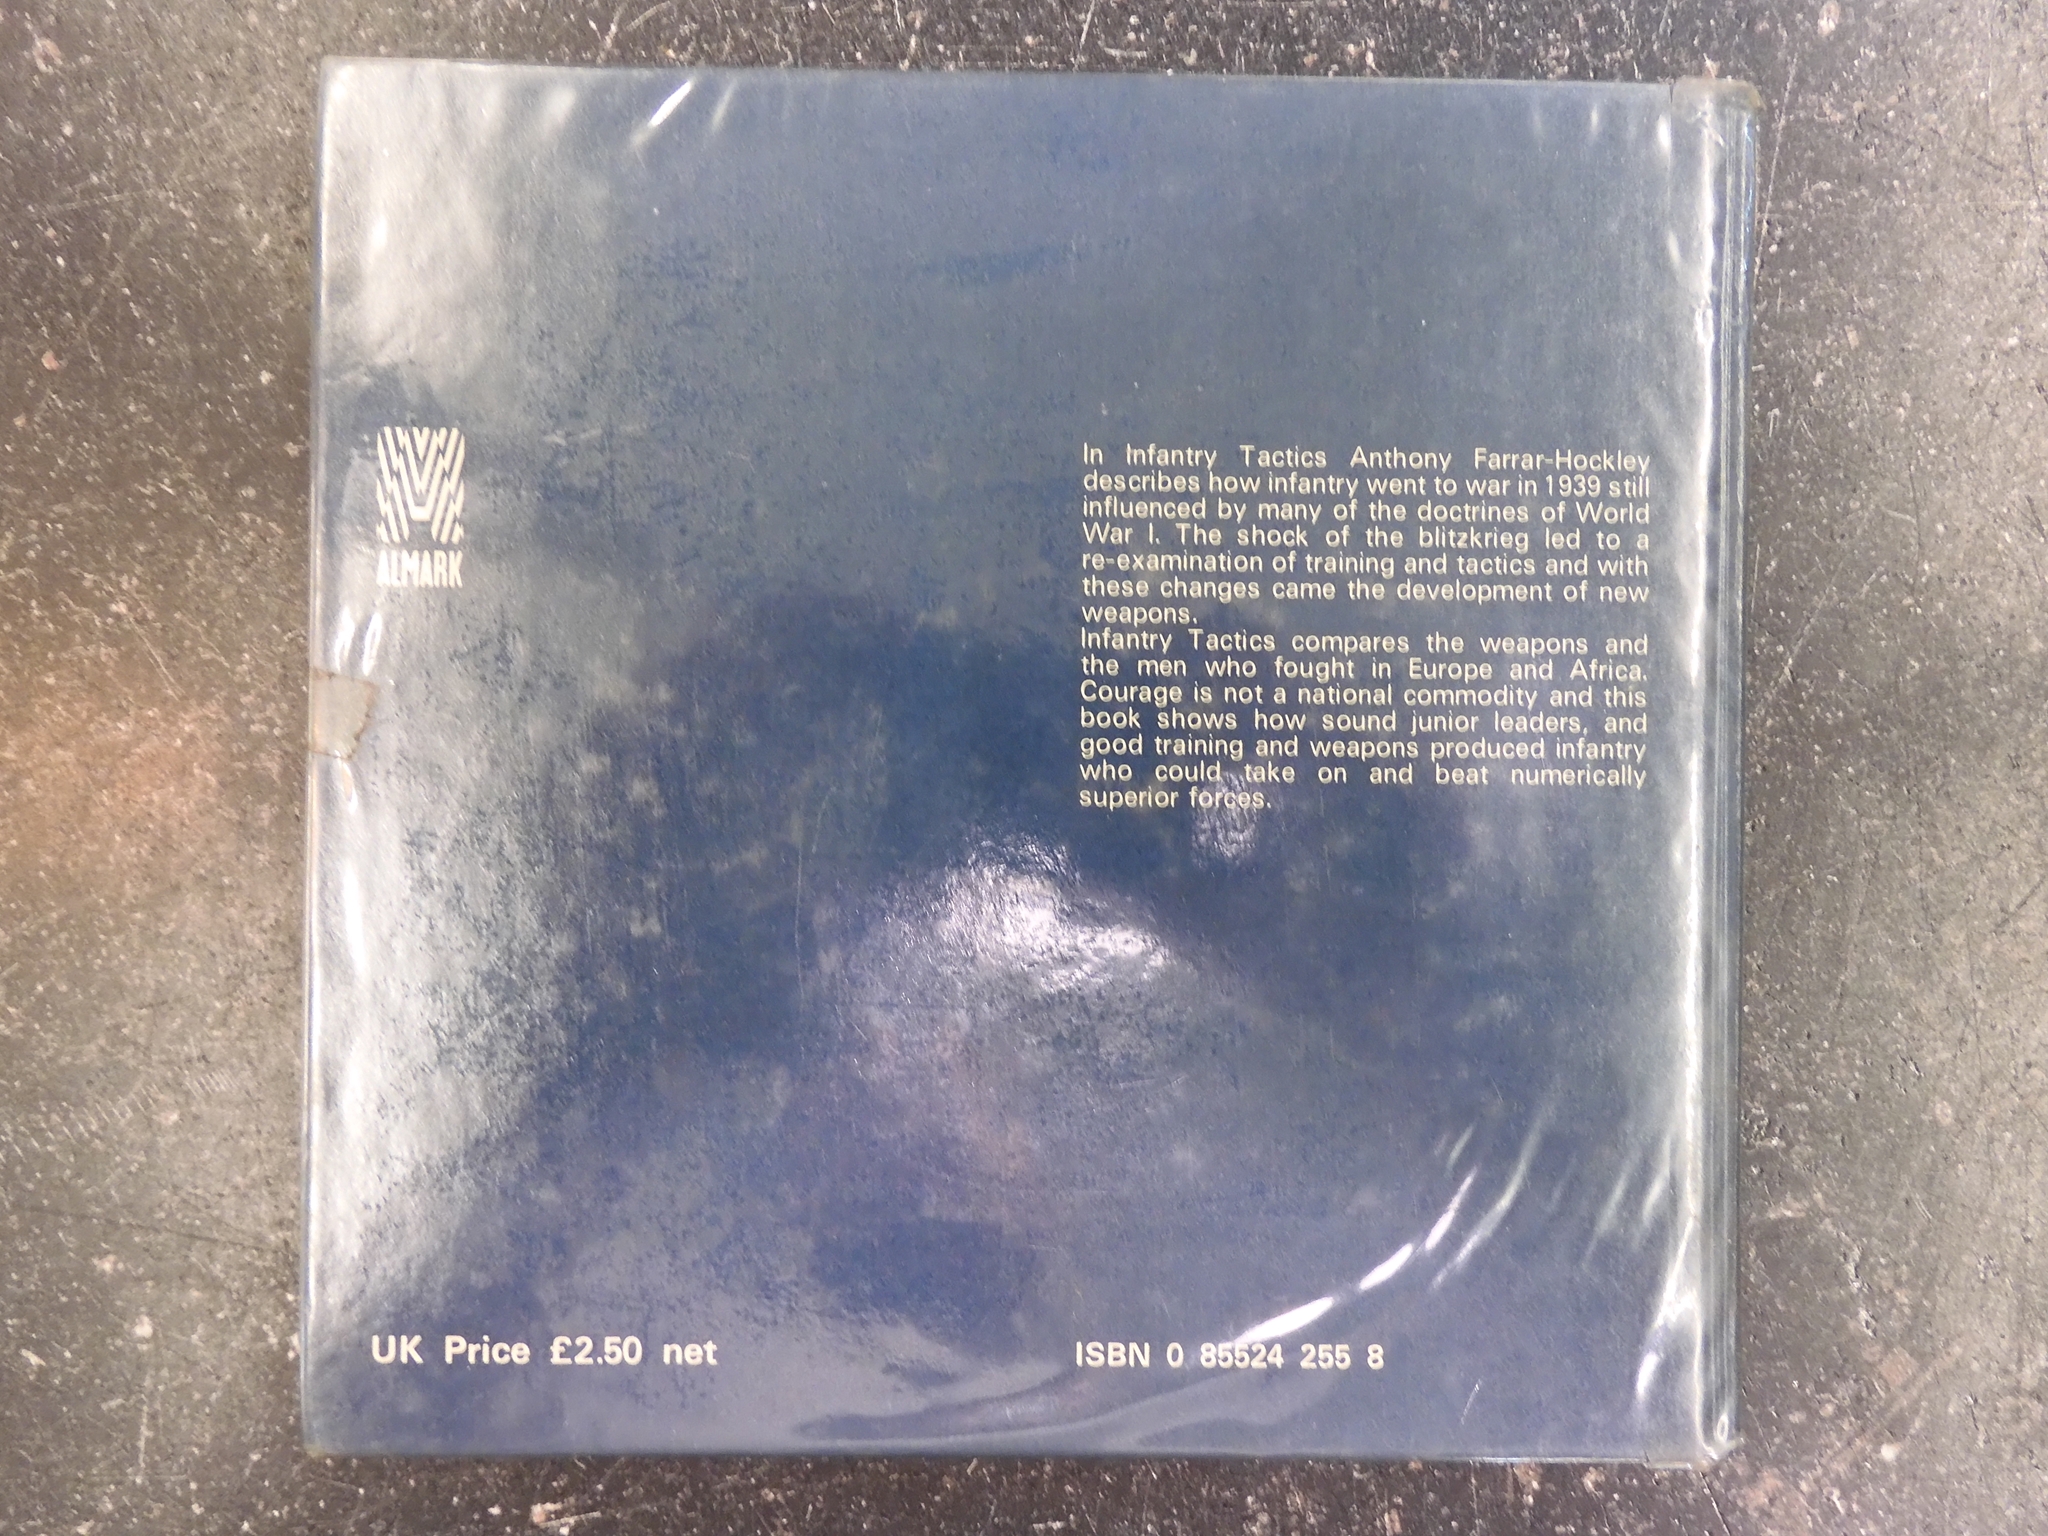 ALMARK
In Infantry Tactics Anthony Farrar-Hockley
describes how infantry went to war in 1939 still
influenced by many of the doctrines of World
War I. The shock of the blitzkrieg led to a
re-examination of training and tactics and with
these changes came the development of new
weapons.
Infantry Tactics compares the weapons and
the men who fought in Europe and Africa.
Courage is not a national commodity and this
book shows how sound junior leaders, and
good training and weapons produced infantry
who could take on and beat numerically
superior forces.
UK Price £2.50 net
ISBN 0 85524 255 8